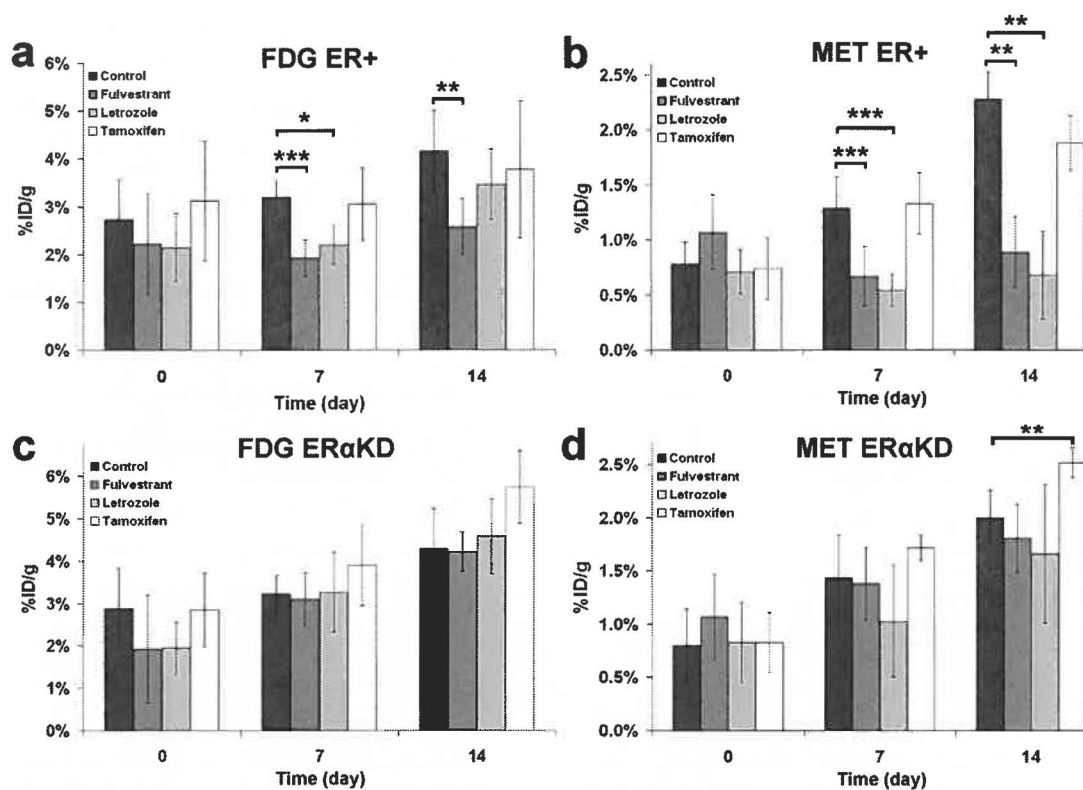 a
FDG ER+
6%
5%
4%
3%
2%
1%
0%
%ID/g
Control
Fulvestrant
Letrozole
Tamoxifen
*
***
**
0 7 14
Time (day)
b
MET ER+
2.5%
2.0%
1.5%
1.0%
0.5%
0.0%
%ID/g
Control
Fulvestrant
Letrozole
Tamoxifen
***
***
**
**
0 7 14
Time (day)
c
FDG ERαKD
6%
5%
4%
3%
2%
1%
0%
%ID/g
Control
Fulvestrant
Letrozole
Tamoxifen
0 7 14
Time (day)
d
MET ERαKD
2.5%
2.0%
1.5%
1.0%
0.5%
0.0%
%ID/g
Control
Fulvestrant
Letrozole
Tamoxifen
**
0 7 14
Time (day)